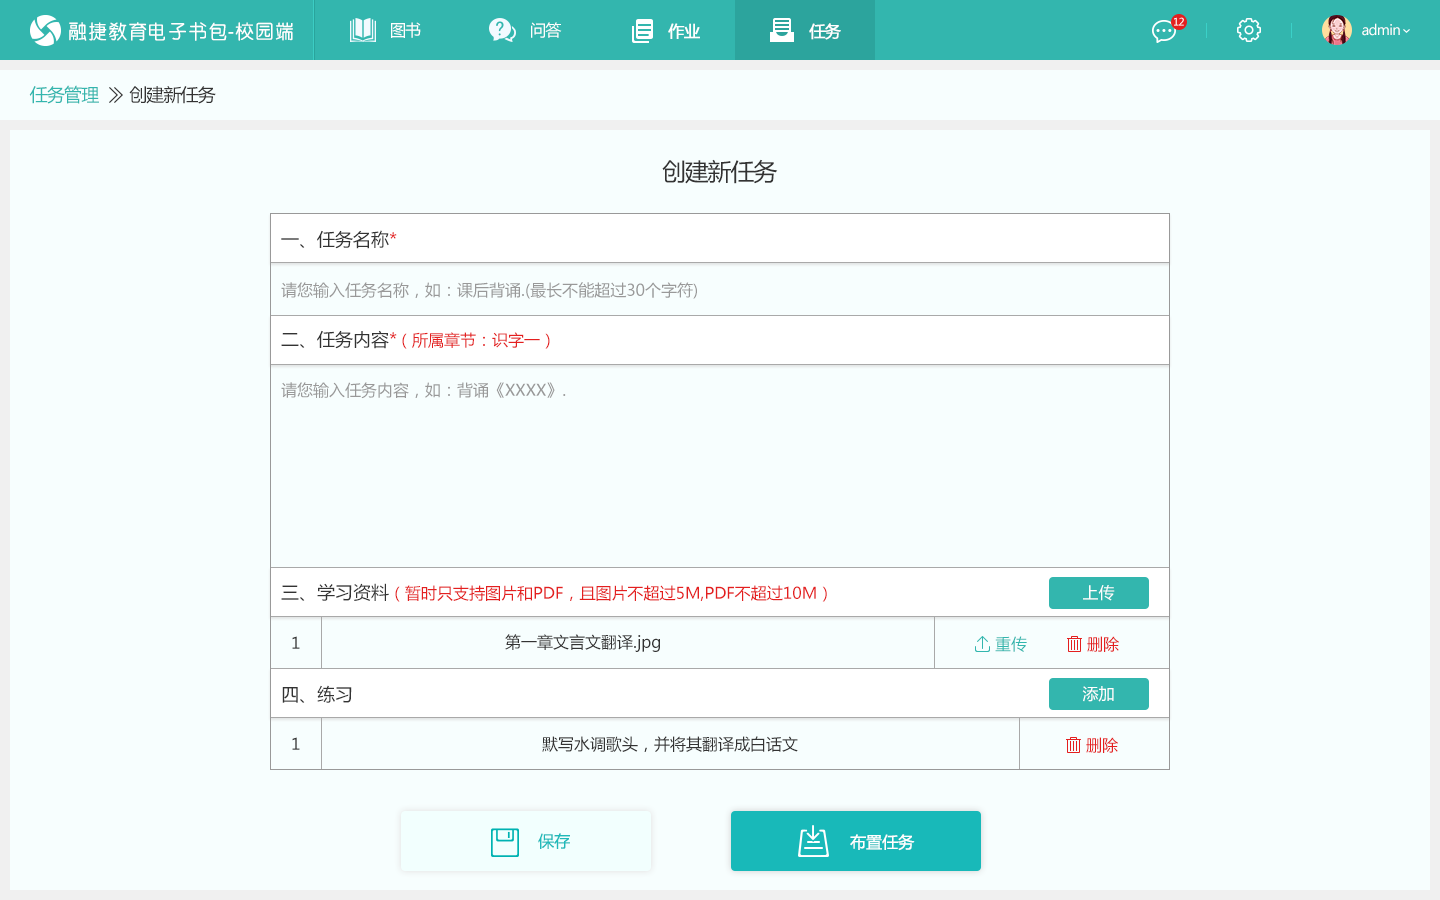 融捷教育电子书包-校园端
图书
问答
作业
任务
12
admin
任务管理 创建新任务
创建新任务
一、任务名称*
请您输入任务名称，如：课后背诵.(最长不能超过30个字符)
二、任务内容*（所属章节：识字一）
请您输入任务内容，如：背诵《XXXX》.
三、学习资料（暂时只支持图片和PDF，且图片不超过5M,PDF不超过10M）
上传
1 第一章文言文翻译.jpg 重传 删除
四、练习
添加
1 默写水调歌头，并将其翻译成白话文 删除
保存
布置任务